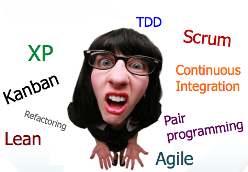 TDD
Scrum
XP
Continuous
Integration
Kanban
Refactoring
Pair
programming
Lean
Agile